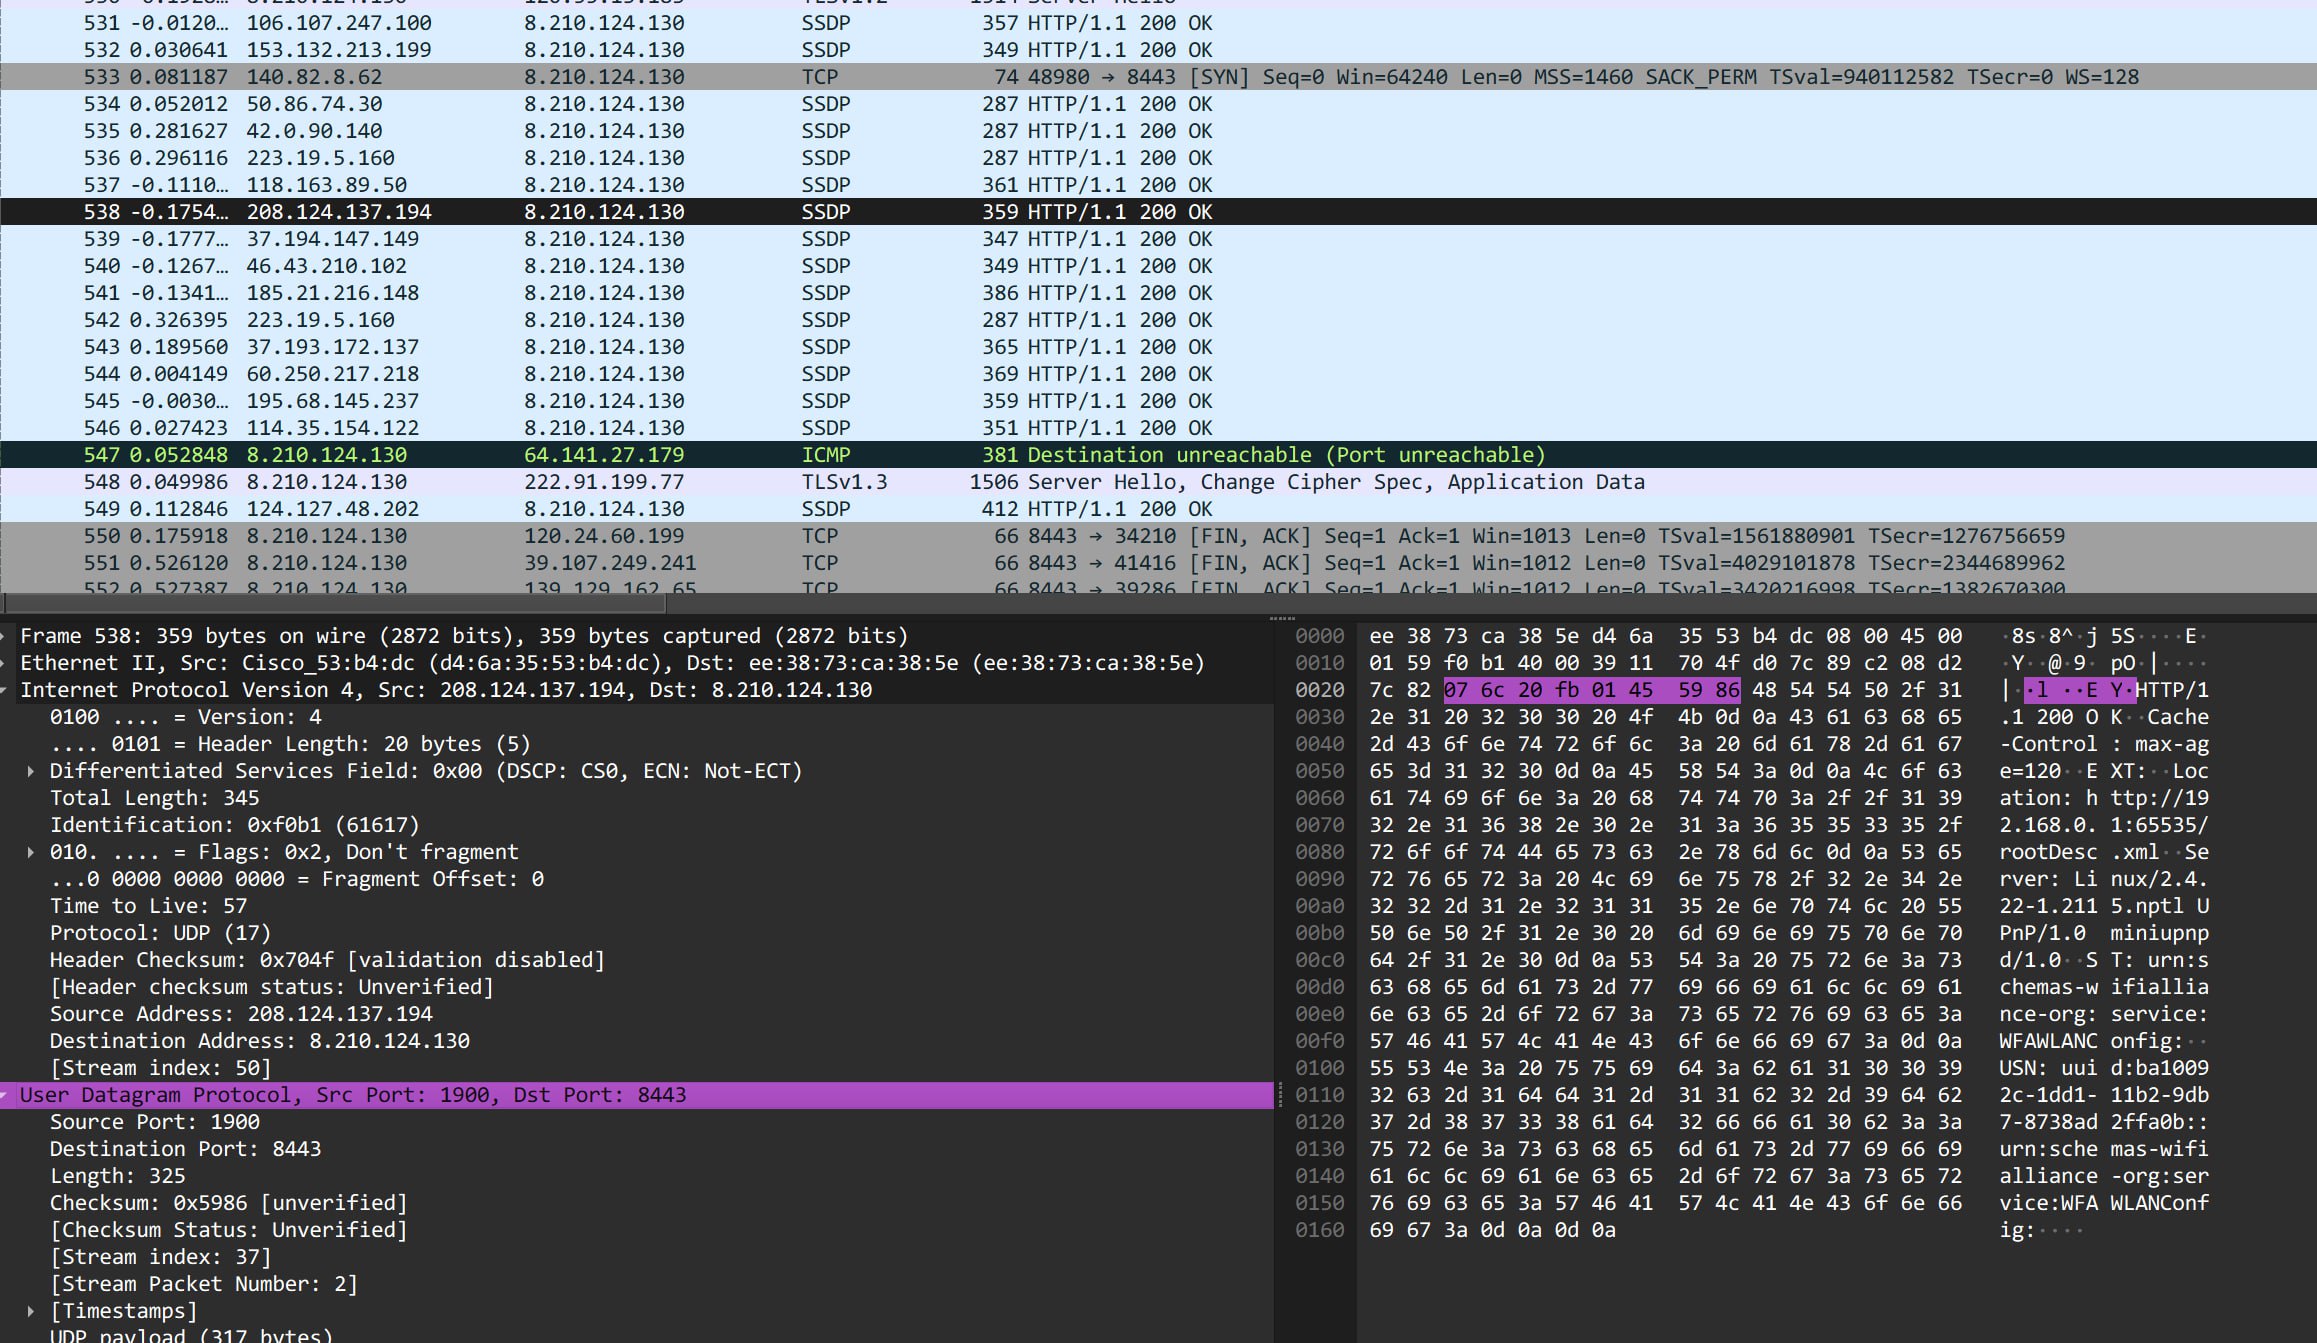 531 -0.0120… 106.107.247.100 8.210.124.130 SSDP 357 HTTP/1.1 200 OK
532 0.030641 153.132.213.199 8.210.124.130 SSDP 349 HTTP/1.1 200 OK
533 0.081187 140.82.8.62 8.210.124.130 TCP 74 48980 → 8443 [SYN] Seq=0 Win=64240 Len=0 MSS=1460 SACK_PERM TSval=940112582 TSecr=0 WS=128
534 0.052012 50.86.74.30 8.210.124.130 SSDP 287 HTTP/1.1 200 OK
535 0.281627 42.0.90.140 8.210.124.130 SSDP 287 HTTP/1.1 200 OK
536 0.296116 223.19.5.160 8.210.124.130 SSDP 287 HTTP/1.1 200 OK
537 -0.1110… 118.163.89.50 8.210.124.130 SSDP 361 HTTP/1.1 200 OK
538 -0.1754… 208.124.137.194 8.210.124.130 SSDP 359 HTTP/1.1 200 OK
539 -0.1777… 37.194.147.149 8.210.124.130 SSDP 347 HTTP/1.1 200 OK
540 -0.1267… 46.43.210.102 8.210.124.130 SSDP 349 HTTP/1.1 200 OK
541 -0.1341… 185.21.216.148 8.210.124.130 SSDP 386 HTTP/1.1 200 OK
542 0.326395 223.19.5.160 8.210.124.130 SSDP 287 HTTP/1.1 200 OK
543 0.189560 37.193.172.137 8.210.124.130 SSDP 365 HTTP/1.1 200 OK
544 0.004149 60.250.217.218 8.210.124.130 SSDP 369 HTTP/1.1 200 OK
545 -0.0030… 195.68.145.237 8.210.124.130 SSDP 359 HTTP/1.1 200 OK
546 0.027423 114.35.154.122 8.210.124.130 SSDP 351 HTTP/1.1 200 OK
547 0.052848 8.210.124.130 64.141.27.179 ICMP 381 Destination unreachable (Port unreachable)
548 0.049986 8.210.124.130 222.91.199.77 TLSv1.3 1506 Server Hello, Change Cipher Spec, Application Data
549 0.112846 124.127.48.202 8.210.124.130 SSDP 412 HTTP/1.1 200 OK
550 0.175918 8.210.124.130 120.24.60.199 TCP 66 8443 → 34210 [FIN, ACK] Seq=1 Ack=1 Win=1013 Len=0 TSval=1561880901 TSecr=1276756659
551 0.526120 8.210.124.130 39.107.249.241 TCP 66 8443 → 41416 [FIN, ACK] Seq=1 Ack=1 Win=1012 Len=0 TSval=4029101878 TSecr=2344689962
552 0.527387 8.210.124.130 139.129.162.65 TCP 66 8443 → 39286 [FIN, ACK] Seq=1 Ack=1 Win=1012 Len=0 TSval=3420216998 TSecr=1382670300
Frame 538: 359 bytes on wire (2872 bits), 359 bytes captured (2872 bits)
Ethernet II, Src: Cisco_53:b4:dc (d4:6a:35:53:b4:dc), Dst: ee:38:73:ca:38:5e (ee:38:73:ca:38:5e)
Internet Protocol Version 4, Src: 208.124.137.194, Dst: 8.210.124.130
0100 .... = Version: 4
.... 0101 = Header Length: 20 bytes (5)
Differentiated Services Field: 0x00 (DSCP: CS0, ECN: Not-ECT)
Total Length: 345
Identification: 0xf0b1 (61617)
010. .... = Flags: 0x2, Don't fragment
...0 0000 0000 0000 = Fragment Offset: 0
Time to Live: 57
Protocol: UDP (17)
Header Checksum: 0x704f [validation disabled]
[Header checksum status: Unverified]
Source Address: 208.124.137.194
Destination Address: 8.210.124.130
[Stream index: 50]
User Datagram Protocol, Src Port: 1900, Dst Port: 8443
Source Port: 1900
Destination Port: 8443
Length: 325
Checksum: 0x5986 [unverified]
[Checksum Status: Unverified]
[Stream index: 37]
[Stream Packet Number: 2]
[Timestamps]
UDP payload (317 bytes)
0000 ee 38 73 ca 38 5e d4 6a 35 53 b4 dc 08 00 45 00 ·8s·8^·j 5S····E·
0010 01 59 f0 b1 40 00 39 11 70 4f d0 7c 89 c2 08 d2 ·Y··@·9· pO·|····
0020 7c 82 07 6c 20 fb 01 45 59 86 48 54 54 50 2f 31 |··l ··E Y·HTTP/1
0030 2e 31 20 32 30 30 20 4f 4b 0d 0a 43 61 63 68 65 .1 200 O K··Cache
0040 2d 43 6f 6e 74 72 6f 6c 3a 20 6d 61 78 2d 61 67 -Control : max-ag
0050 65 3d 31 32 30 0d 0a 45 58 54 3a 0d 0a 4c 6f 63 e=120··E XT:··Loc
0060 61 74 69 6f 6e 3a 20 68 74 74 70 3a 2f 2f 31 39 ation: h ttp://19
0070 32 2e 31 36 38 2e 30 2e 31 3a 36 35 35 33 35 2f 2.168.0. 1:65535/
0080 72 6f 6f 74 44 65 73 63 2e 78 6d 6c 0d 0a 53 65 rootDesc .xml··Se
0090 72 76 65 72 3a 20 4c 69 6e 75 78 2f 32 2e 34 2e rver: Li nux/2.4.
00a0 32 32 2d 31 2e 32 31 31 35 2e 6e 70 74 6c 20 55 22-1.211 5.nptl U
00b0 50 6e 50 2f 31 2e 30 20 6d 69 6e 69 75 70 6e 70 PnP/1.0 miniupnp
00c0 64 2f 31 2e 30 0d 0a 53 54 3a 20 75 72 6e 3a 73 d/1.0··S T: urn:s
00d0 63 68 65 6d 61 73 2d 77 69 66 69 61 6c 6c 69 61 chemas-w ifiallia
00e0 6e 63 65 2d 6f 72 67 3a 73 65 72 76 69 63 65 3a nce-org: service:
00f0 57 46 41 57 4c 41 4e 43 6f 6e 66 69 67 3a 0d 0a WFAWLANC onfig:··
0100 55 53 4e 3a 20 75 75 69 64 3a 62 61 31 30 30 39 USN: uui d:ba1009
0110 32 63 2d 31 64 64 31 2d 31 31 62 32 2d 39 64 62 2c-1dd1- 11b2-9db
0120 37 2d 38 37 33 38 61 64 32 66 66 61 30 62 3a 3a 7-8738ad 2ffa0b::
0130 75 72 6e 3a 73 63 68 65 6d 61 73 2d 77 69 66 69 urn:sche mas-wifi
0140 61 6c 6c 69 61 6e 63 65 2d 6f 72 67 3a 73 65 72 alliance -org:ser
0150 76 69 63 65 3a 57 46 41 57 4c 41 4e 43 6f 6e 66 vice:WFA WLANConf
0160 69 67 3a 0d 0a 0d 0a ig:····